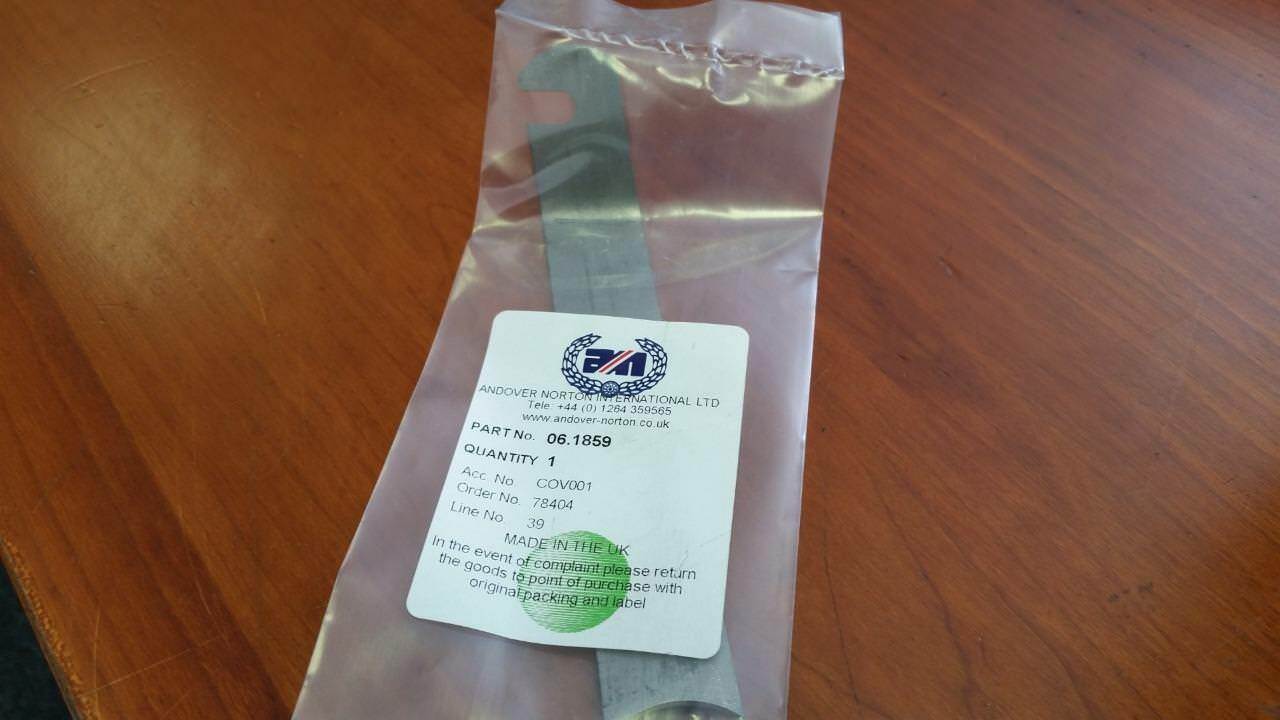 an
ANDOVER NORTON INTERNATIONAL LTD
Tele: +44 (0) 1264 359565
www.andover-norton.co.uk
PART No. 06.1859
QUANTITY 1
Acc. No. COV001
Order No. 78404
Line No. 39
MADE IN THE UK
In the event of complaint please return
the goods to point of purchase with
original packing and label